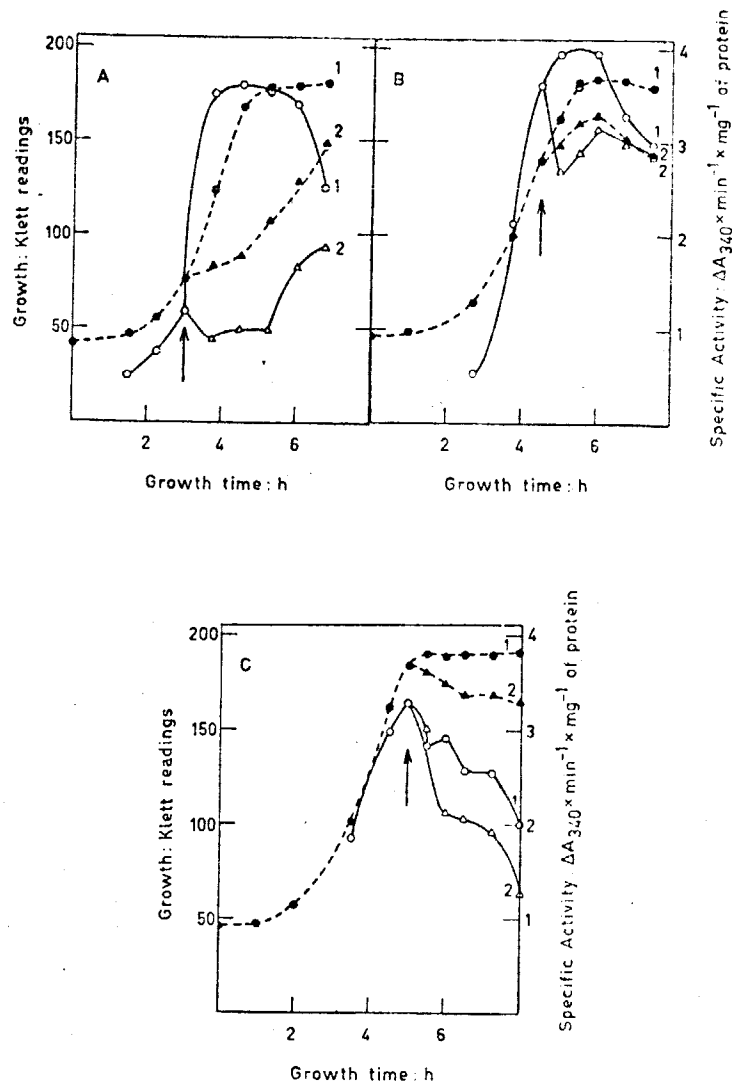 A
B
200
150
100
50
Growth: Klett readings
2 4 6
Growth time: h
1
2
1
2
2 4 6
Growth time: h
1
1
2
2
4
3
2
1
Specific Activity: ΔA340 × min−1 × mg−1 of protein
C
200
150
100
50
Growth: Klett readings
2 4 6
Growth time: h
1
2
1
2
4
3
2
1
Specific Activity: ΔA340 × min−1 × mg−1 of protein